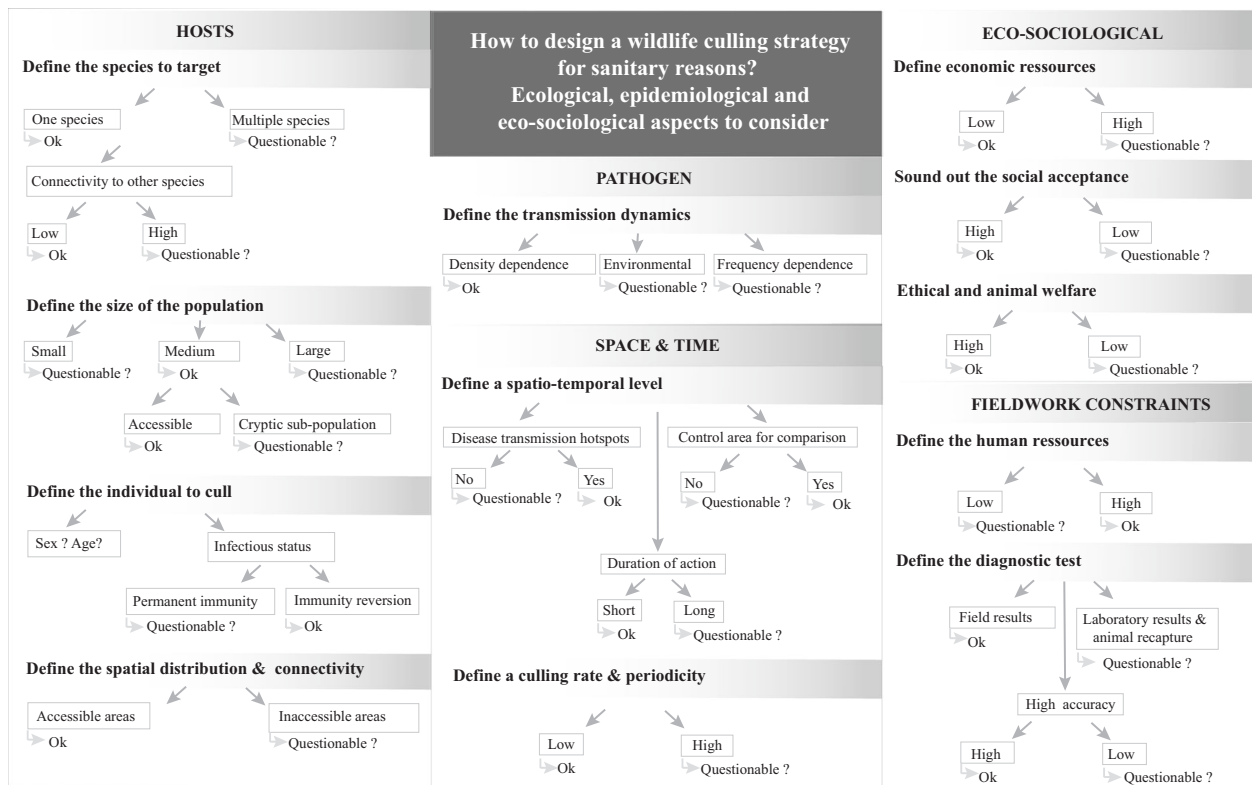 HOSTS
Define the species to target
One species
Multiple species
Ok
Questionable ?
Connectivity to other species
Low
High
Ok
Questionable ?
Define the size of the population
Small
Medium
Large
Questionable ?
Ok
Questionable ?
Accessible
Cryptic sub-population
Ok
Questionable ?
Define the individual to cull
Sex ? Age?
Infectious status
Permanent immunity
Immunity reversion
Questionable ?
Ok
Define the spatial distribution & connectivity
Accessible areas
Inaccessible areas
Ok
Questionable ?
How to design a wildlife culling strategy
for sanitary reasons?
Ecological, epidemiological and
eco-sociological aspects to consider
PATHOGEN
Define the transmission dynamics
Density dependence
Environmental
Frequency dependence
Ok
Questionable ?
Questionable ?
SPACE & TIME
Define a spatio-temporal level
Disease transmission hotspots
Control area for comparison
No
Yes
No
Yes
Questionable ?
Ok
Questionable ?
Ok
Duration of action
Short
Long
Ok
Questionable ?
Define a culling rate & periodicity
Low
High
Ok
Questionable ?
ECO-SOCIOLOGICAL
Define economic ressources
Low
High
Ok
Questionable ?
Sound out the social acceptance
High
Low
Ok
Questionable ?
Ethical and animal welfare
High
Low
Ok
Questionable ?
FIELDWORK CONSTRAINTS
Define the human ressources
Low
High
Questionable ?
Ok
Define the diagnostic test
Field results
Laboratory results &
animal recapture
Ok
Questionable ?
High accuracy
High
Low
Ok
Questionable ?